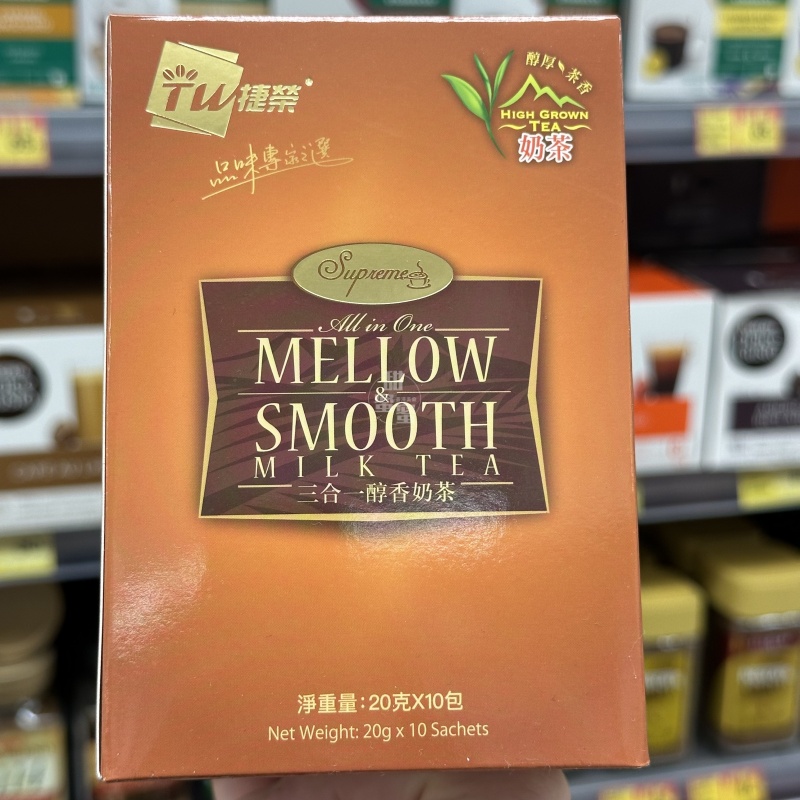 TW捷榮
品味專家之選
醇厚、茶香
HIGH GROWN
TEA
奶茶
Supreme
All in One
MELLOW
&
SMOOTH
MILK TEA
三合一醇香奶茶
淨重量：20克X10包
Net Weight: 20g x 10 Sachets